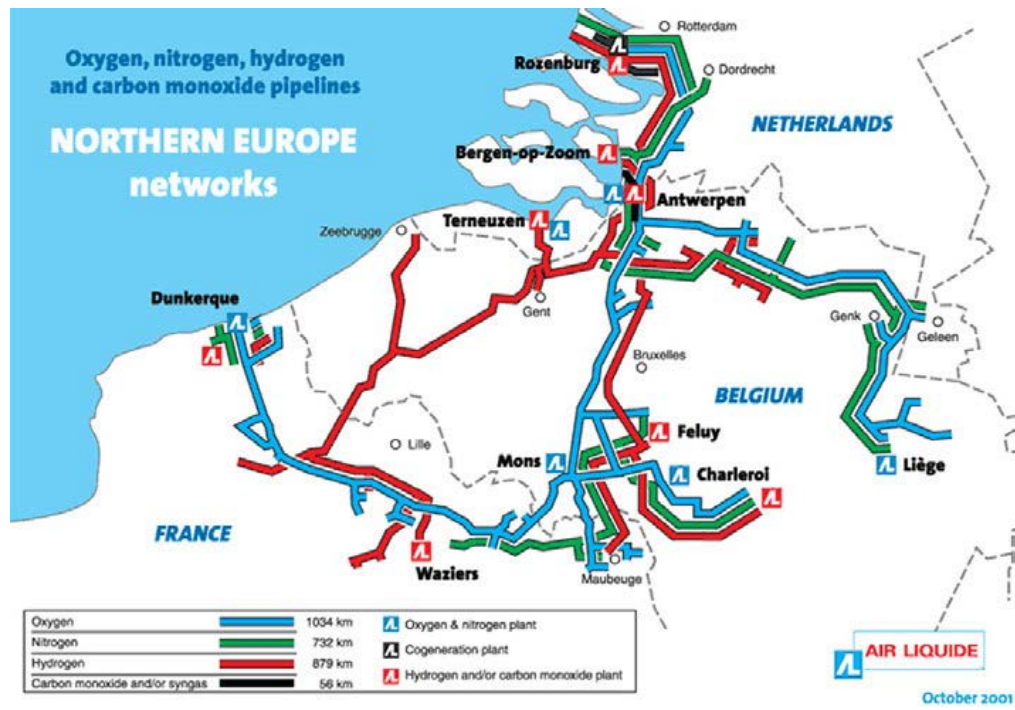 Oxygen, nitrogen, hydrogen
and carbon monoxide pipelines
NORTHERN EUROPE
networks
Rotterdam
Rozenburg
Dordrecht
NETHERLANDS
Bergen-op-Zoom
Antwerpen
Terneuzen
Zeebrugge
Dunkerque
Gent
Genk
Geleen
Bruxelles
BELGIUM
Lille
Feluy
Mons
Charleroi
Liège
FRANCE
Waziers
Maubeuge
Oxygen 1034 km
Nitrogen 732 km
Hydrogen 879 km
Carbon monoxide and/or syngas 56 km
Oxygen & nitrogen plant
Cogeneration plant
Hydrogen and/or carbon monoxide plant
AIR LIQUIDE
October 2001